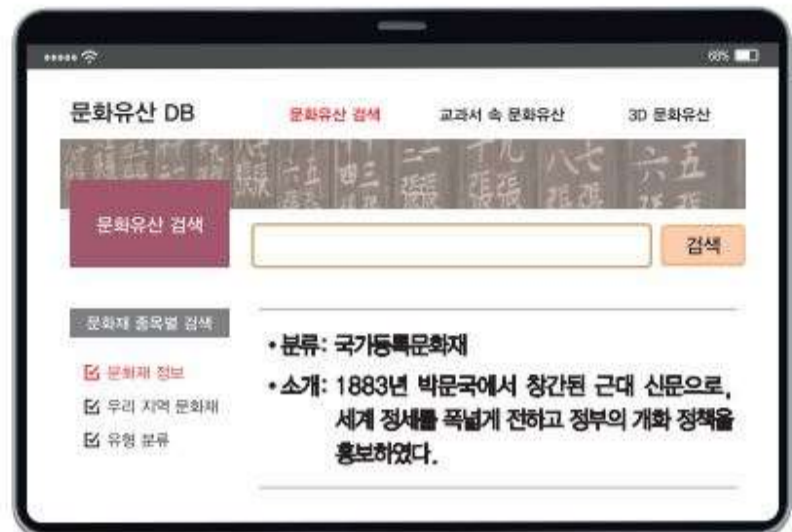 68%
문화유산 DB 문화유산 검색 교과서 속 문화유산 3D 문화유산
문화유산 검색
검색
문화재 종목별 검색
문화재 정보
우리 지역 문화재
유형 분류
• 분류: 국가등록문화재
• 소개: 1883년 박문국에서 창간된 근대 신문으로,
세계 정세를 폭넓게 전하고 정부의 개화 정책을
홍보하였다.